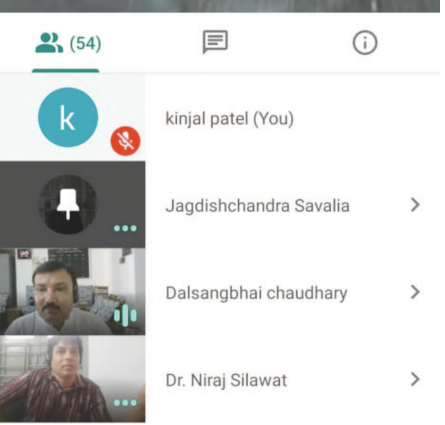 (54)
k
kinjal patel (You)
Jagdishchandra Savalia
Dalsangbhai chaudhary
Dr. Niraj Silawat